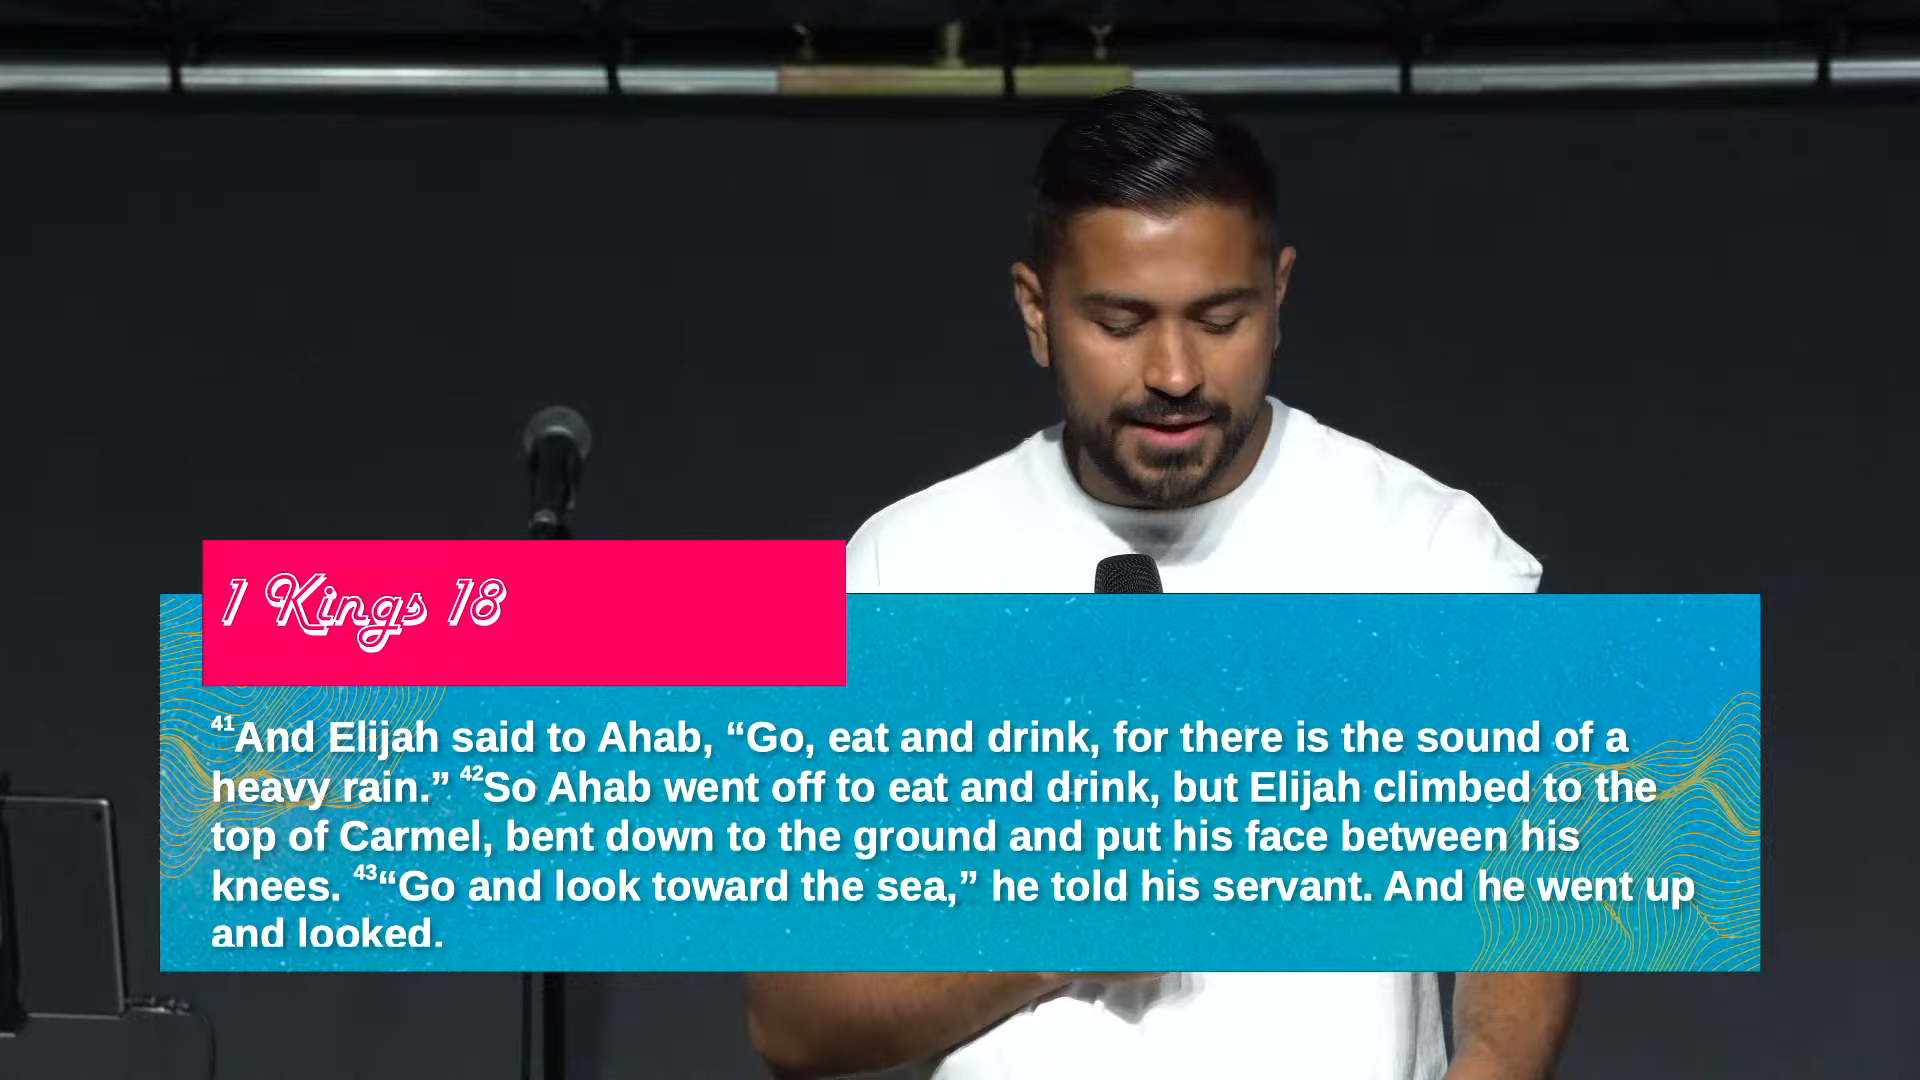 1 Kings 18
41And Elijah said to Ahab, “Go, eat and drink, for there is the sound of a
heavy rain.” 42So Ahab went off to eat and drink, but Elijah climbed to the
top of Carmel, bent down to the ground and put his face between his
knees. 43“Go and look toward the sea,” he told his servant. And he went up
and looked.